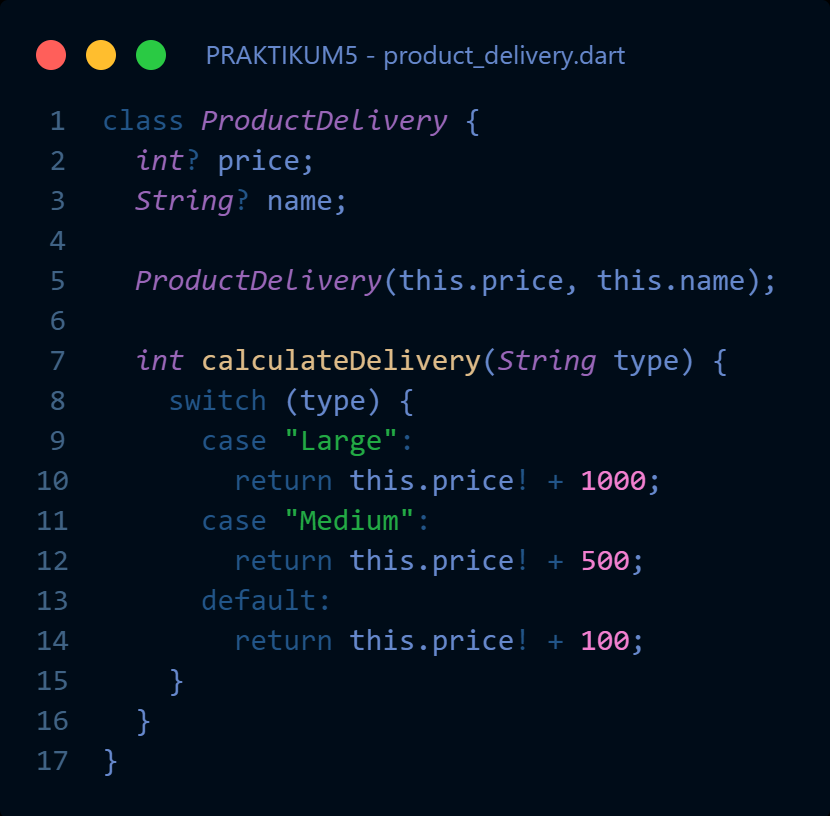 PRAKTIKUM5 - product_delivery.dart
1 class ProductDelivery {
2   int? price;
3   String? name;
4
5   ProductDelivery(this.price, this.name);
6
7   int calculateDelivery(String type) {
8     switch (type) {
9       case "Large":
10         return this.price! + 1000;
11       case "Medium":
12         return this.price! + 500;
13       default:
14         return this.price! + 100;
15     }
16   }
17 }